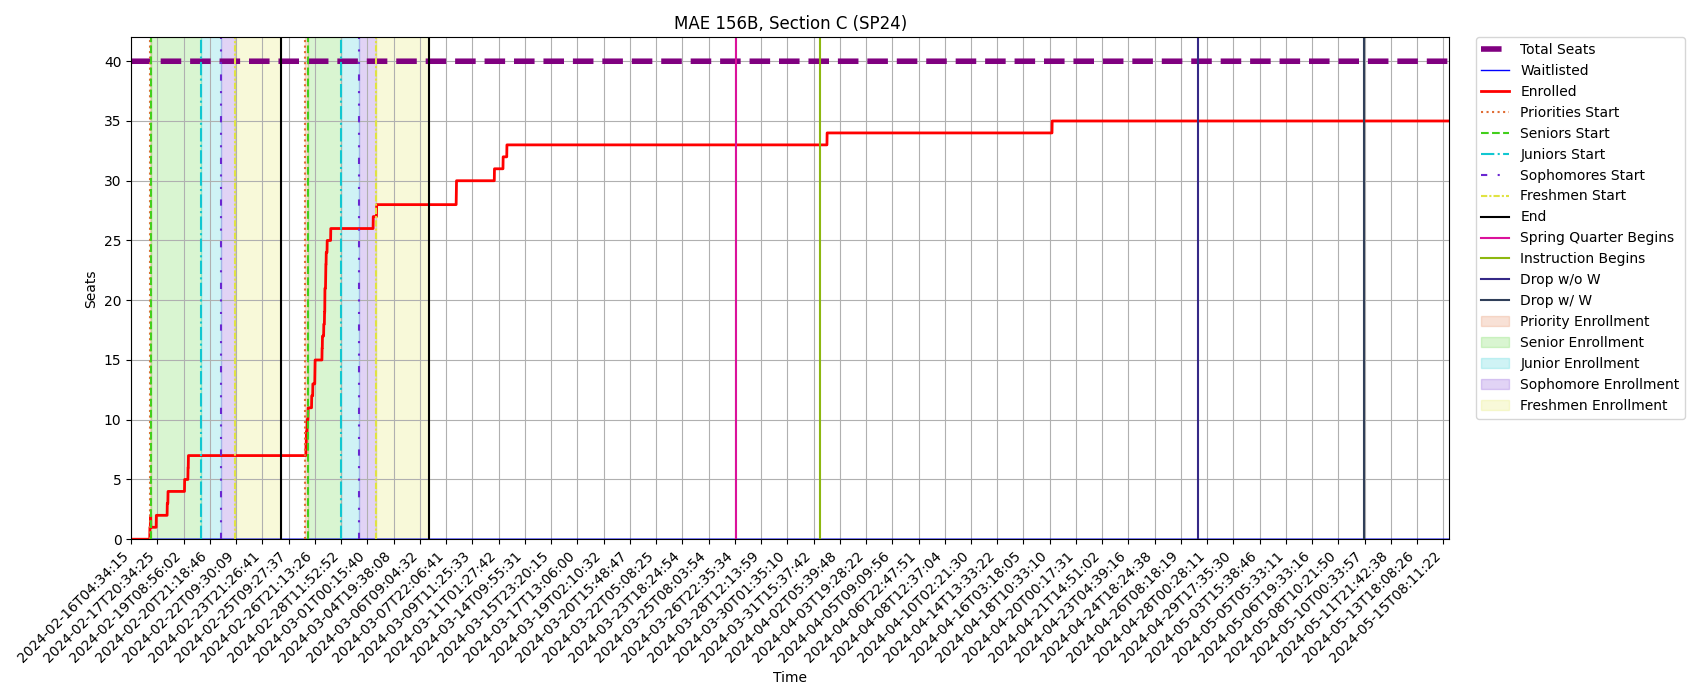 MAE 156B, Section C (SP24)
40
35
30
25
20
15
10
5
0
Seats
2024-02-16T04:34:15
2024-02-17T20:34:25
2024-02-19T08:56:02
2024-02-20T21:18:46
2024-02-22T09:30:09
2024-02-23T21:26:41
2024-02-25T09:27:37
2024-02-26T21:13:26
2024-02-28T11:52:52
2024-03-01T00:15:40
2024-03-04T19:38:08
2024-03-06T09:04:32
2024-03-07T22:06:41
2024-03-09T11:25:33
2024-03-11T01:27:42
2024-03-14T09:55:31
2024-03-15T23:20:15
2024-03-17T13:06:00
2024-03-19T02:10:32
2024-03-20T15:48:47
2024-03-22T05:08:25
2024-03-23T18:24:54
2024-03-25T08:03:54
2024-03-26T22:35:34
2024-03-28T12:13:59
2024-03-30T01:35:10
2024-03-31T15:37:42
2024-04-02T05:39:48
2024-04-03T19:28:22
2024-04-05T09:09:56
2024-04-06T22:47:51
2024-04-08T12:37:04
2024-04-10T02:21:30
2024-04-14T13:33:22
2024-04-16T03:18:05
2024-04-18T10:33:10
2024-04-20T00:17:31
2024-04-21T14:51:02
2024-04-23T04:39:16
2024-04-24T18:24:38
2024-04-26T08:18:19
2024-04-28T00:28:11
2024-04-29T17:35:30
2024-05-03T15:38:46
2024-05-05T05:33:11
2024-05-06T19:33:16
2024-05-08T10:21:50
2024-05-10T00:33:57
2024-05-11T21:42:38
2024-05-13T18:08:26
2024-05-15T08:11:22
Time
Total Seats
Waitlisted
Enrolled
Priorities Start
Seniors Start
Juniors Start
Sophomores Start
Freshmen Start
End
Spring Quarter Begins
Instruction Begins
Drop w/o W
Drop w/ W
Priority Enrollment
Senior Enrollment
Junior Enrollment
Sophomore Enrollment
Freshmen Enrollment